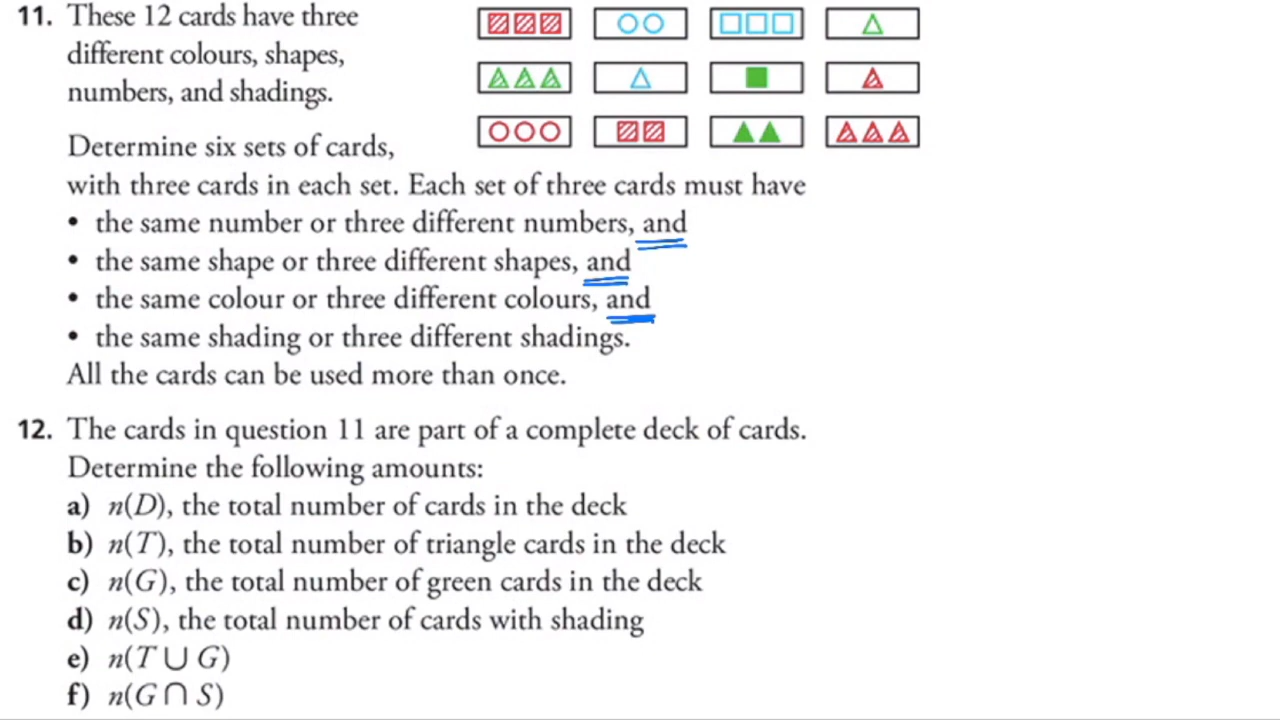 11. These 12 cards have three
different colours, shapes,
numbers, and shadings.
Determine six sets of cards,
with three cards in each set. Each set of three cards must have
• the same number or three different numbers, and
• the same shape or three different shapes, and
• the same colour or three different colours, and
• the same shading or three different shadings.
All the cards can be used more than once.
12. The cards in question 11 are part of a complete deck of cards.
Determine the following amounts:
a) n(D), the total number of cards in the deck
b) n(T), the total number of triangle cards in the deck
c) n(G), the total number of green cards in the deck
d) n(S), the total number of cards with shading
e) n(T ∪ G)
f) n(G ∩ S)